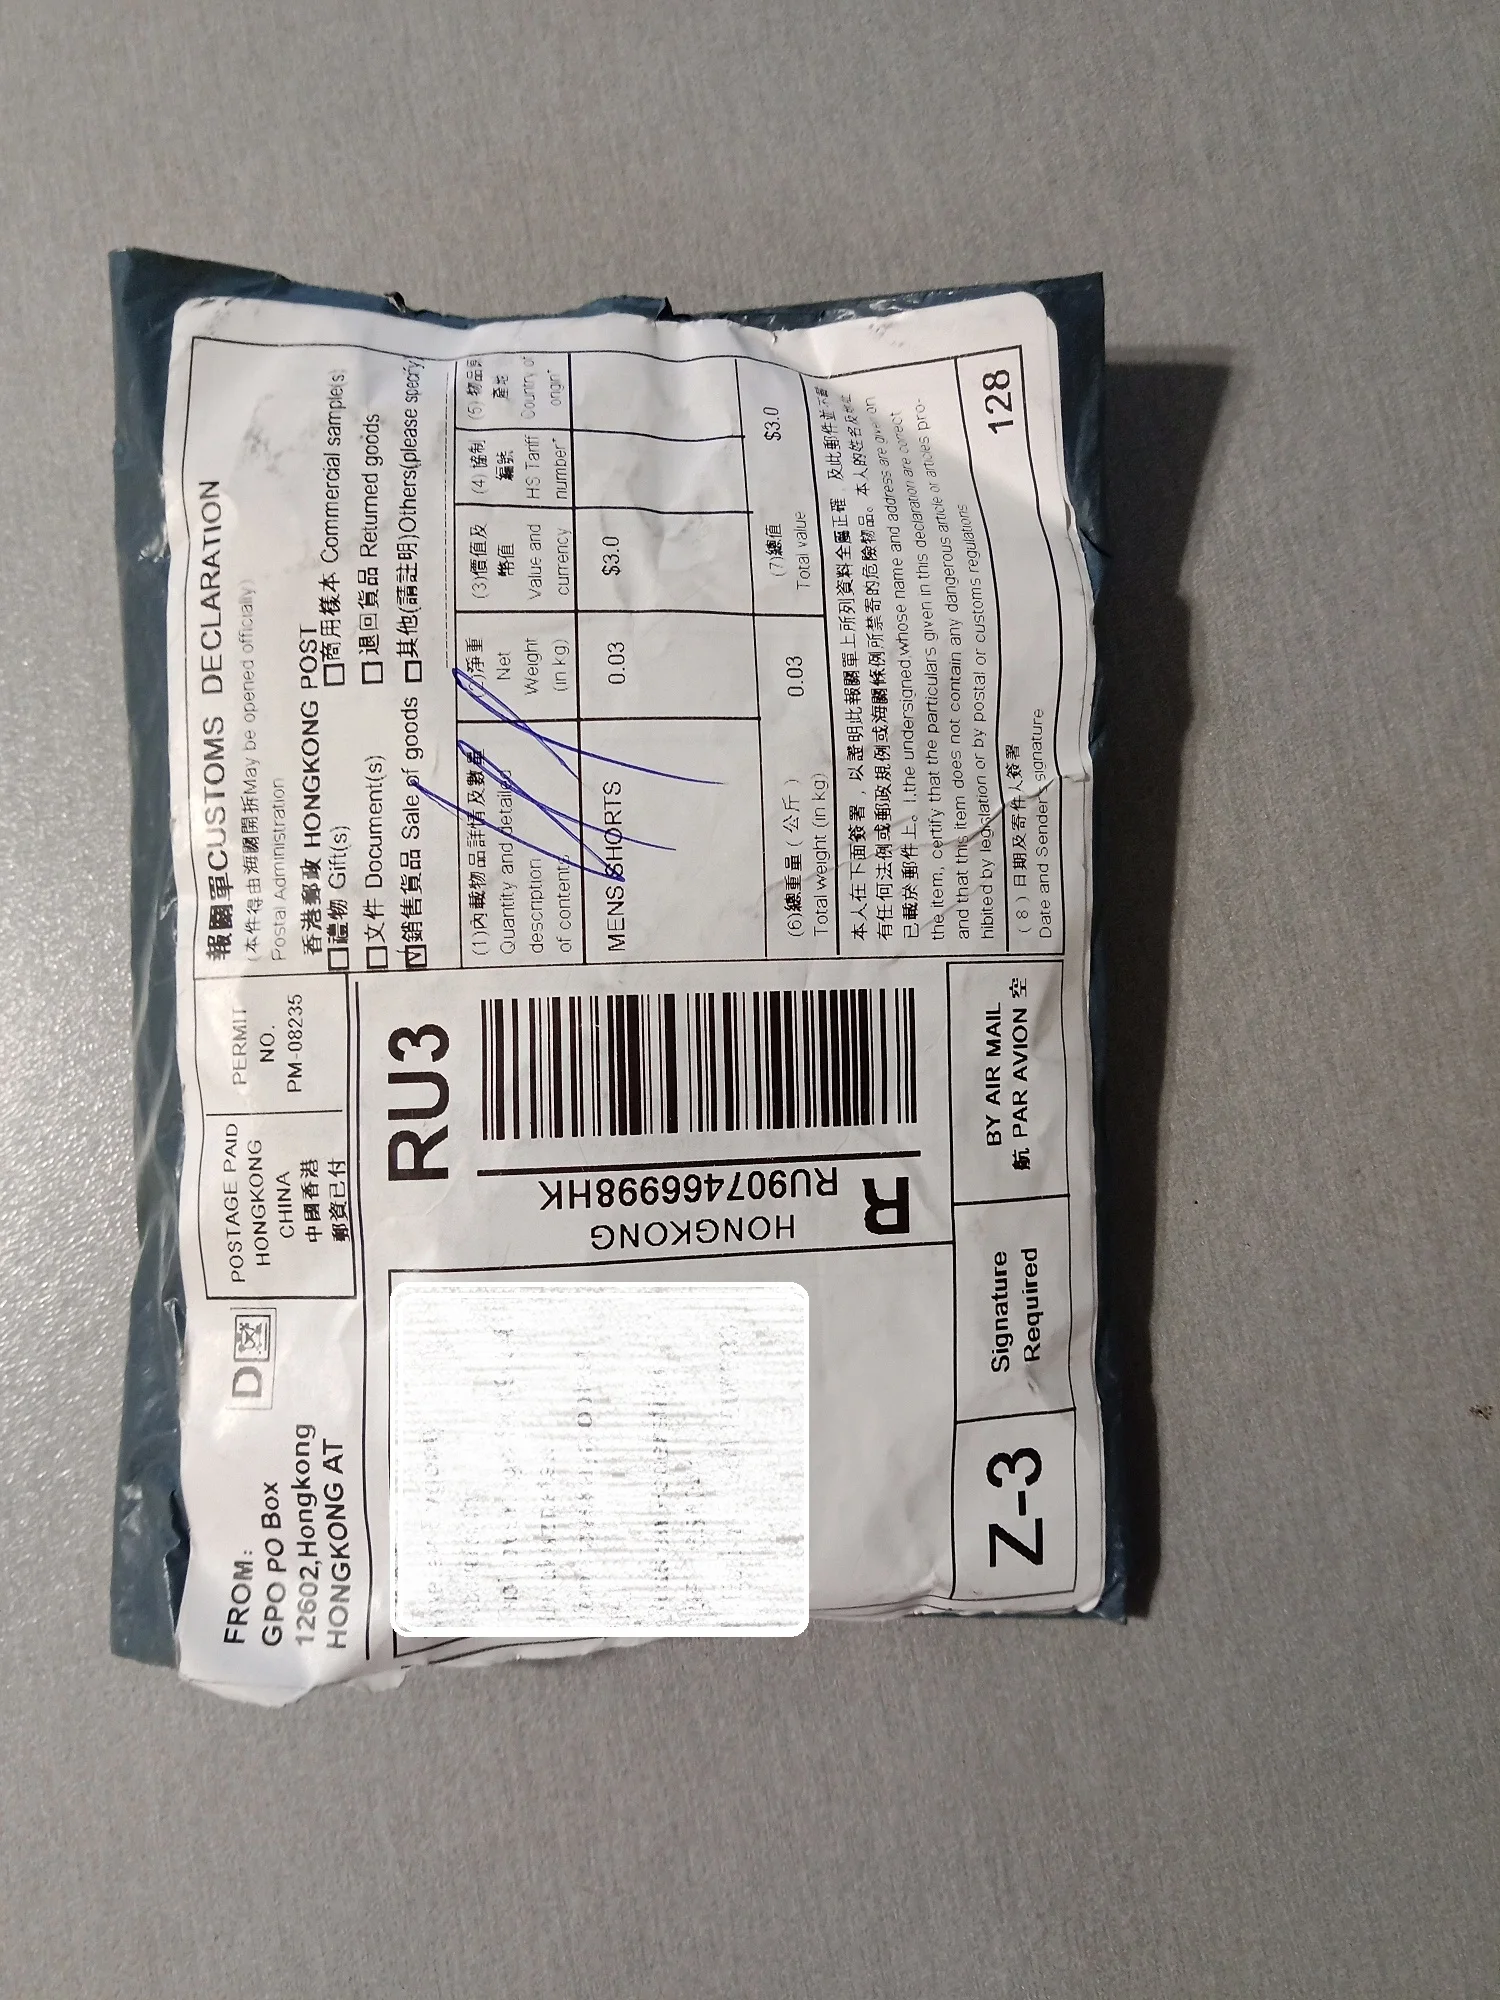 FROM:
GPO PO Box
12602,Hongkong
HONGKONG AT
D
POSTAGE PAID
HONGKONG
CHINA
中國香港
郵資已付
PERMIT
NO.
PM-08235
RU3
HONGKONG
R
RU907466998HK
Z-3
Signature
Required
BY AIR MAIL
航 PAR AVION 空
報關單CUSTOMS DECLARATION
(本件得由海關開拆May be opened officially)
Postal Administration
香港郵政 HONGKONG POST
禮物 Gift(s)
商用樣本 Commercial sample(s)
文件 Document(s)
退回貨品 Returned goods
銷售貨品 Sale of goods
其他(請註明)Others(please specify
(1)內載物品詳情及數量
Quantity and detailed
description
of contents
(2)淨重
Net
Weight
(in kg)
(3)價值及
幣值
Value and
currency
(4) 協制
編號
HS Tariff
number*
(5) 物品原
產地
Country of
origin*
MENS SHORTS
0.03
$3.0
(6)總重量 ( 公斤 )
Total weight (in kg)
0.03
(7)總值
Total value
$3.0
本人在下面簽署，以證明此報關單上所列資料全屬正確，及此郵件並不
有任何法例或郵政規例或海關條例所禁寄的危險物品。本人的姓名及地址
已載於郵件上。I,the undersigned,whose name and address are given on
the item, certify that the particulars given in this declaration are correct
and that this item does not contain any dangerous article or articles pro-
hibited by legislation or by postal or customs regulations
( 8 ) 日期及寄件人簽署
Date and Sender's signature
128